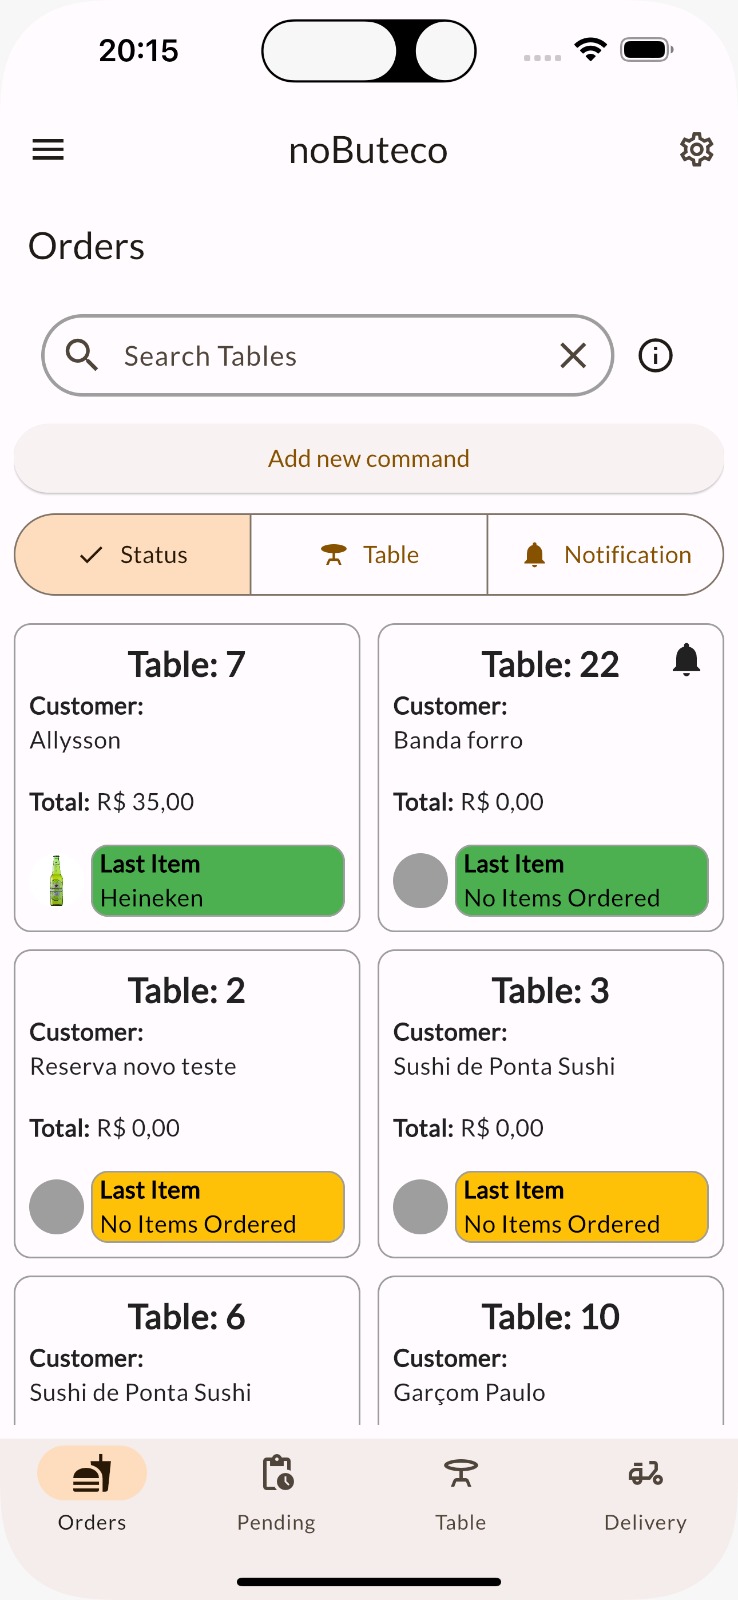 20:15
noButeco
Orders
Search Tables
Add new command
Status
Table
Notification
Table: 7
Customer:
Allysson
Total: R$ 35,00
Last Item
Heineken
Table: 22
Customer:
Banda forro
Total: R$ 0,00
Last Item
No Items Ordered
Table: 2
Customer:
Reserva novo teste
Total: R$ 0,00
Last Item
No Items Ordered
Table: 3
Customer:
Sushi de Ponta Sushi
Total: R$ 0,00
Last Item
No Items Ordered
Table: 6
Customer:
Sushi de Ponta Sushi
Table: 10
Customer:
Garçom Paulo
Orders
Pending
Table
Delivery